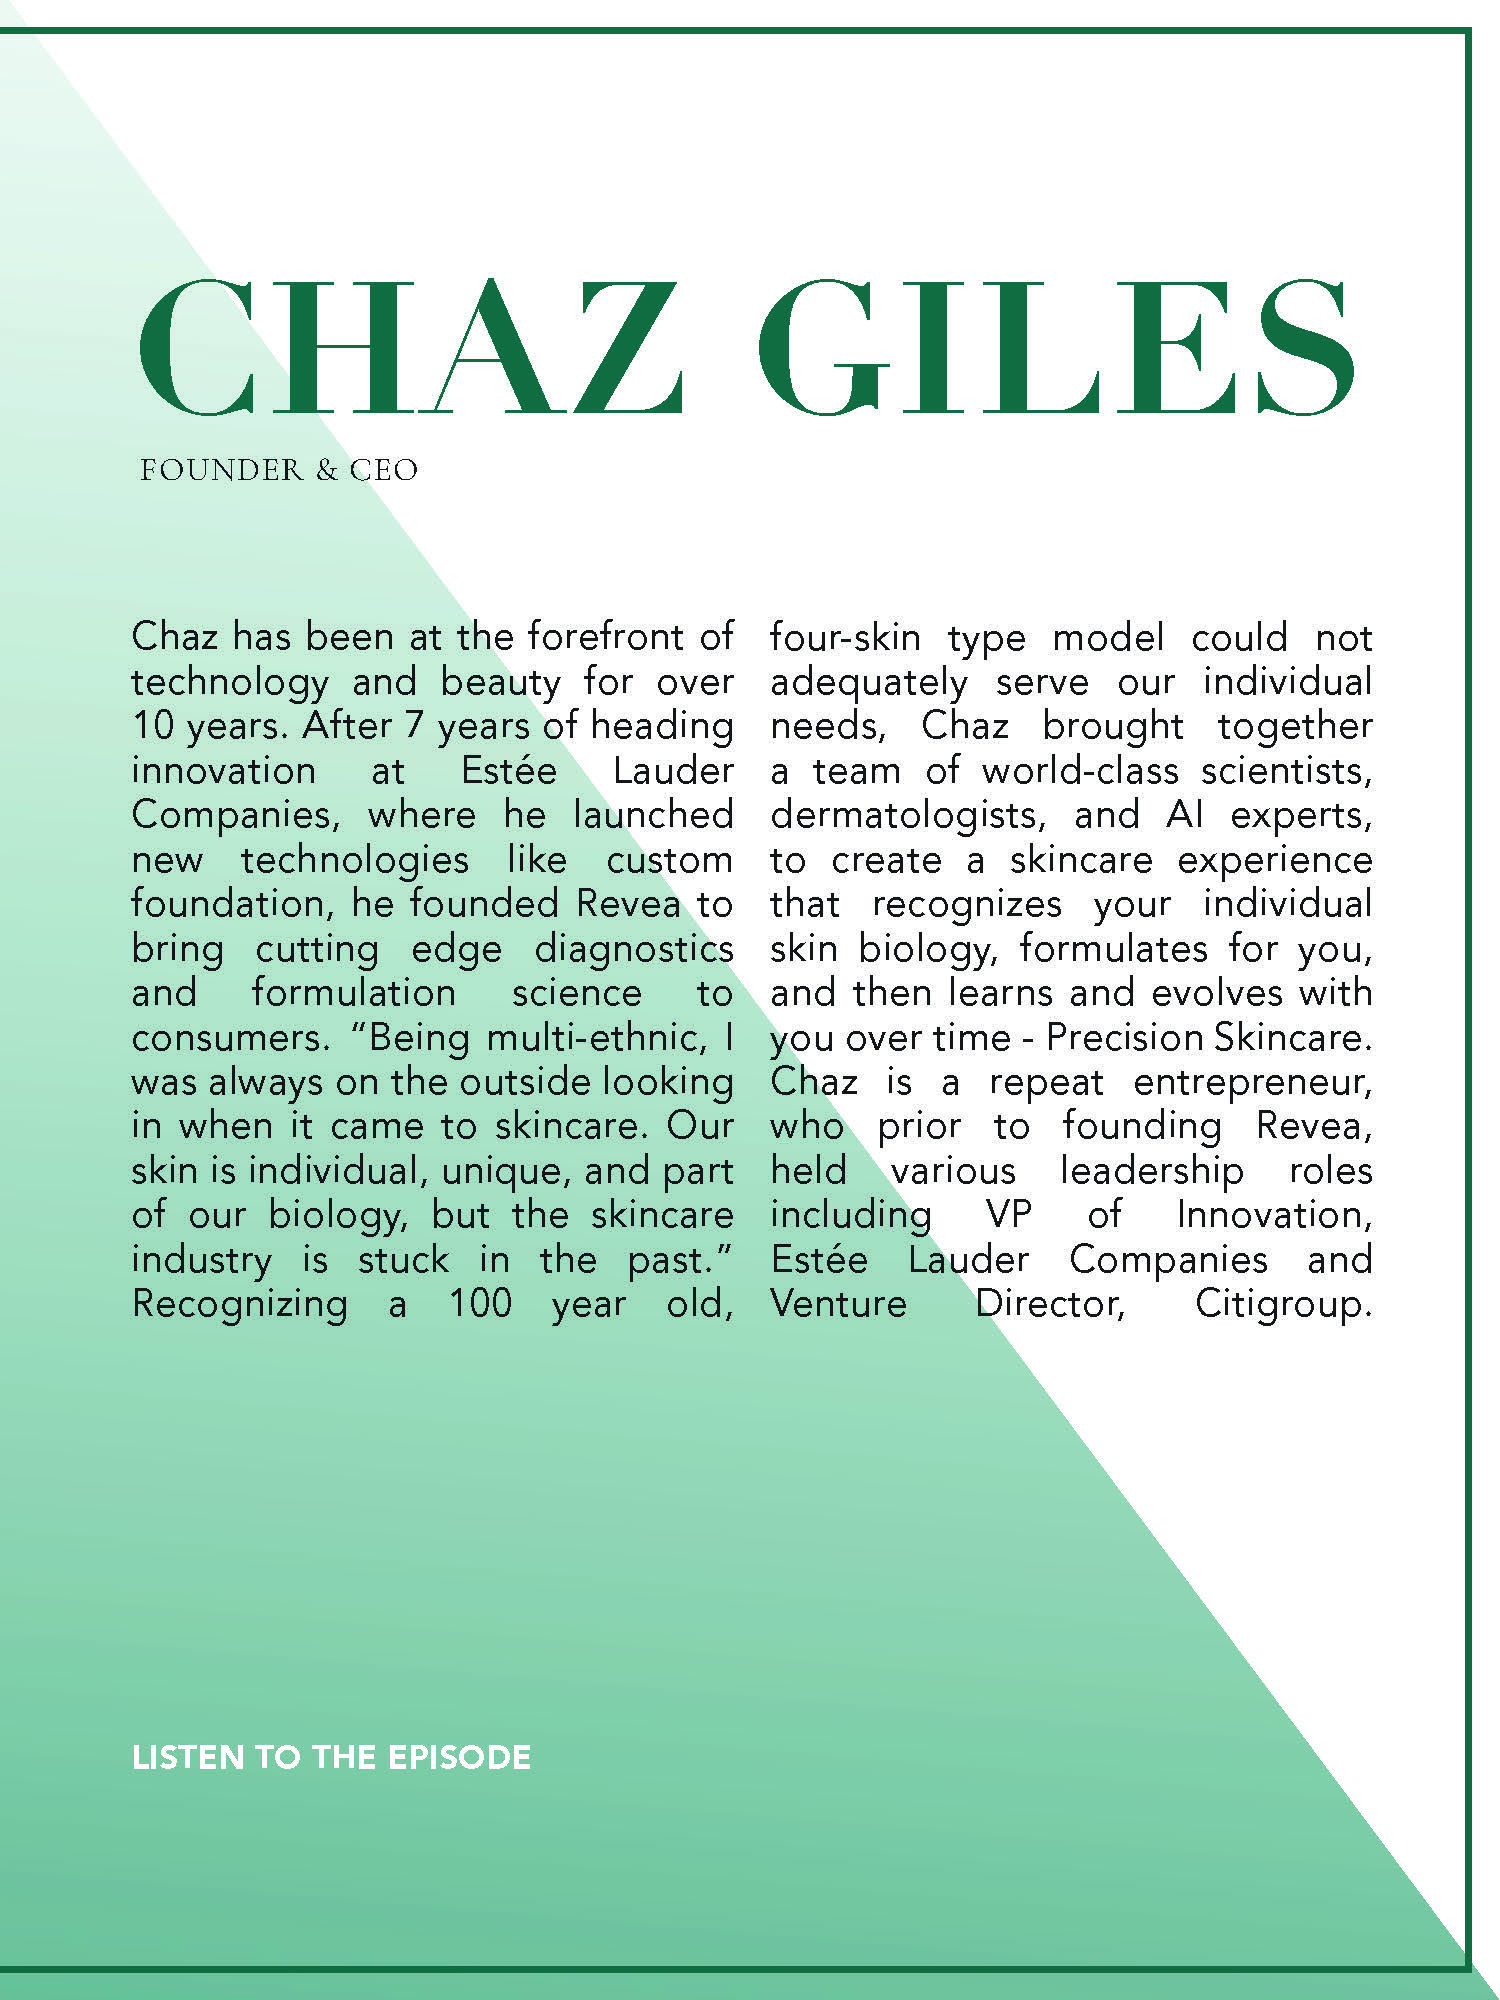 CHAZ GILES
FOUNDER & CEO
Chaz has been at the forefront of
technology and beauty for over
10 years. After 7 years of heading
innovation at Estée Lauder
Companies, where he launched
new technologies like custom
foundation, he founded Revea to
bring cutting edge diagnostics
and formulation science to
consumers. “Being multi-ethnic, I
was always on the outside looking
in when it came to skincare. Our
skin is individual, unique, and part
of our biology, but the skincare
industry is stuck in the past.”
Recognizing a 100 year old,
four-skin type model could not
adequately serve our individual
needs, Chaz brought together
a team of world-class scientists,
dermatologists, and AI experts,
to create a skincare experience
that recognizes your individual
skin biology, formulates for you,
and then learns and evolves with
you over time - Precision Skincare.
Chaz is a repeat entrepreneur,
who prior to founding Revea,
held various leadership roles
including VP of Innovation,
Estée Lauder Companies and
Venture Director, Citigroup.
LISTEN TO THE EPISODE